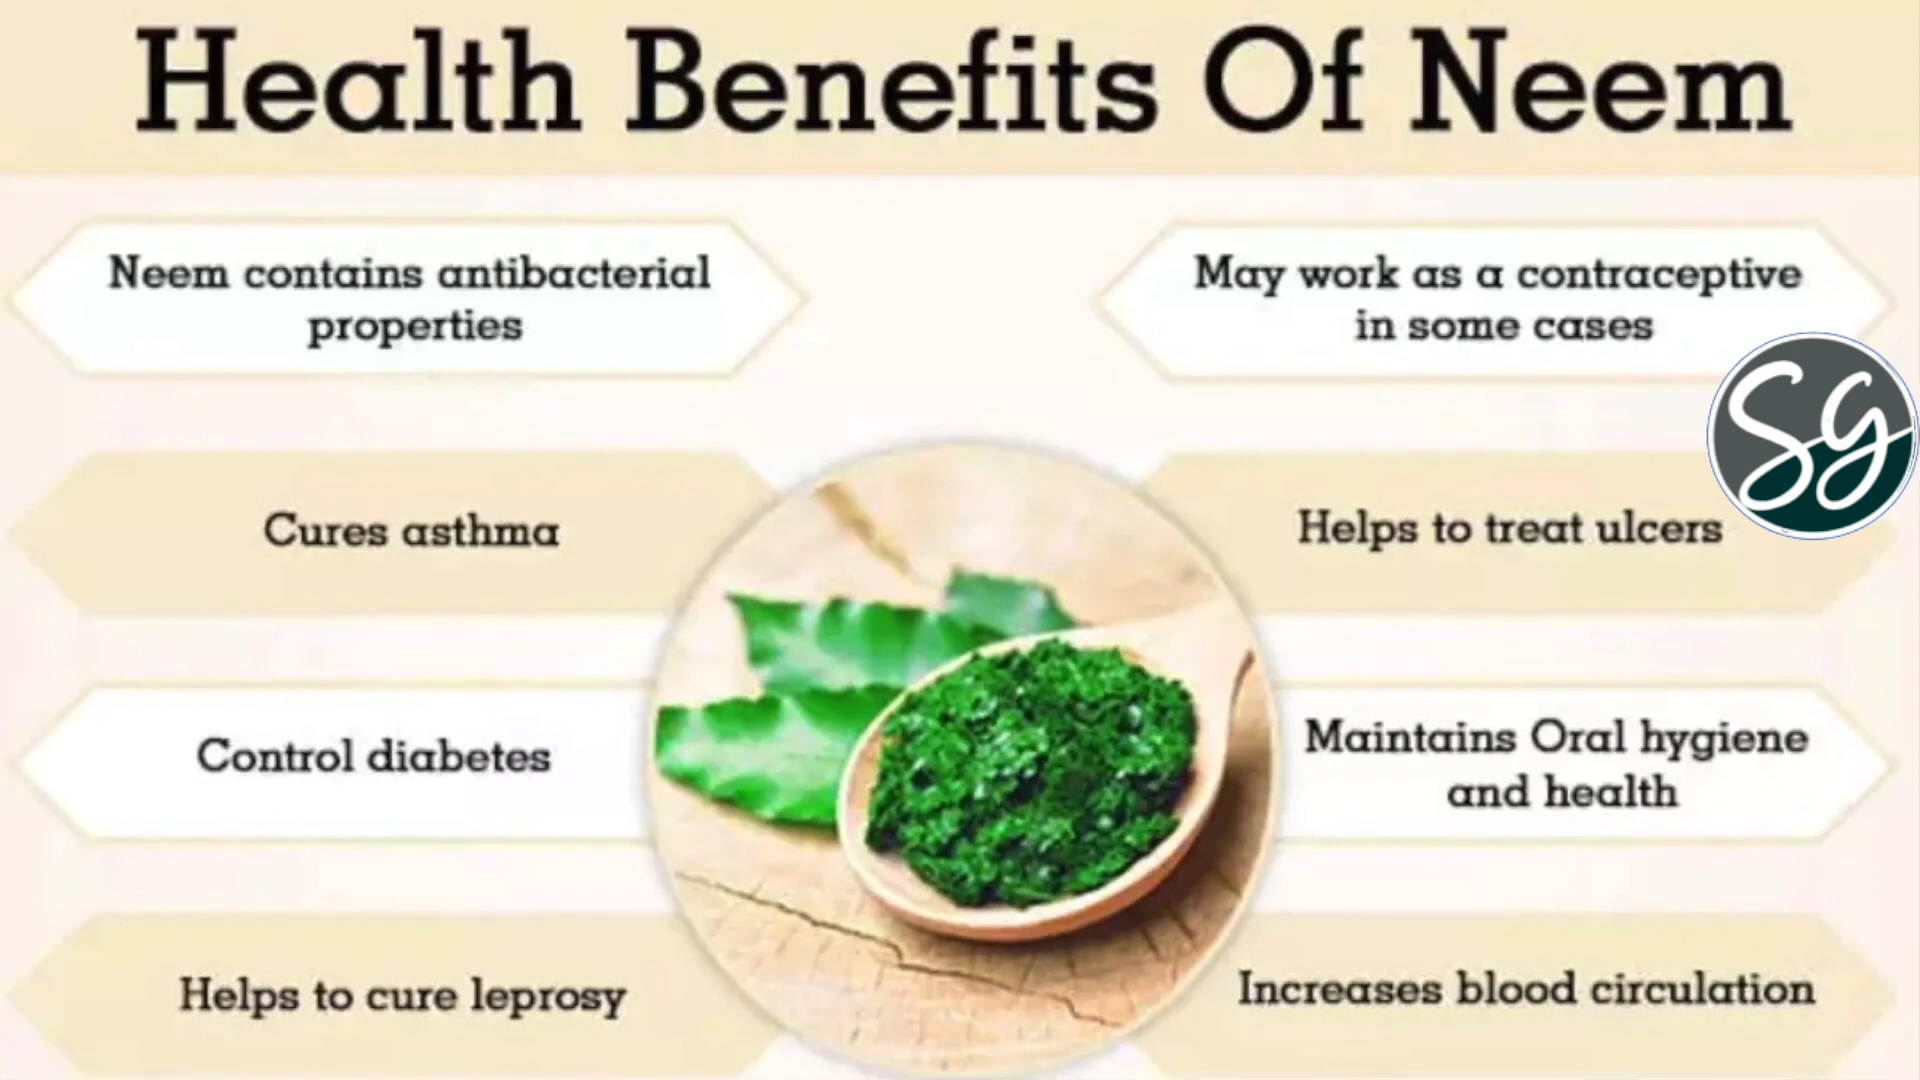 Health Benefits Of Neem
Neem contains antibacterial
properties
May work as a contraceptive
in some cases
Sg
Cures asthma
Helps to treat ulcers
Control diabetes
Maintains Oral hygiene
and health
Helps to cure leprosy
Increases blood circulation